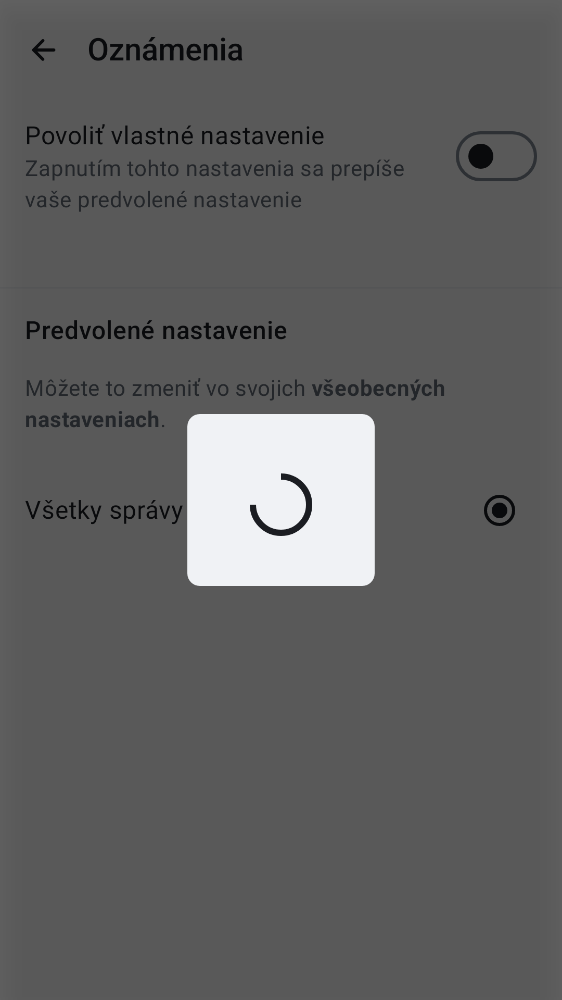 Oznámenia
Povoliť vlastné nastavenie
Zapnutím tohto nastavenia sa prepíše
vaše predvolené nastavenie
Predvolené nastavenie
Môžete to zmeniť vo svojich všeobecných
nastaveniach.
Všetky správy